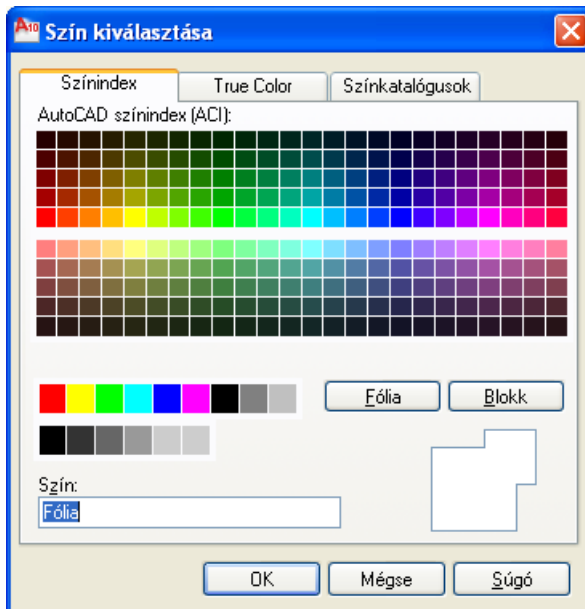 A10 Szín kiválasztása
Színindex True Color Színkatalógusok
AutoCAD színindex (ACI):
Fólia Blokk
Szín:
Fólia
OK Mégse Súgó